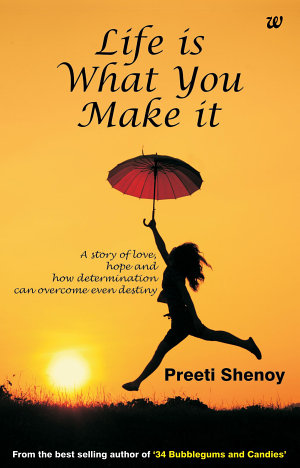 w
Life is
What You
Make it
A story of love,
hope and
how determination
can overcome even destiny
Preeti Shenoy
From the best selling author of ‘34 Bubblegums and Candies’